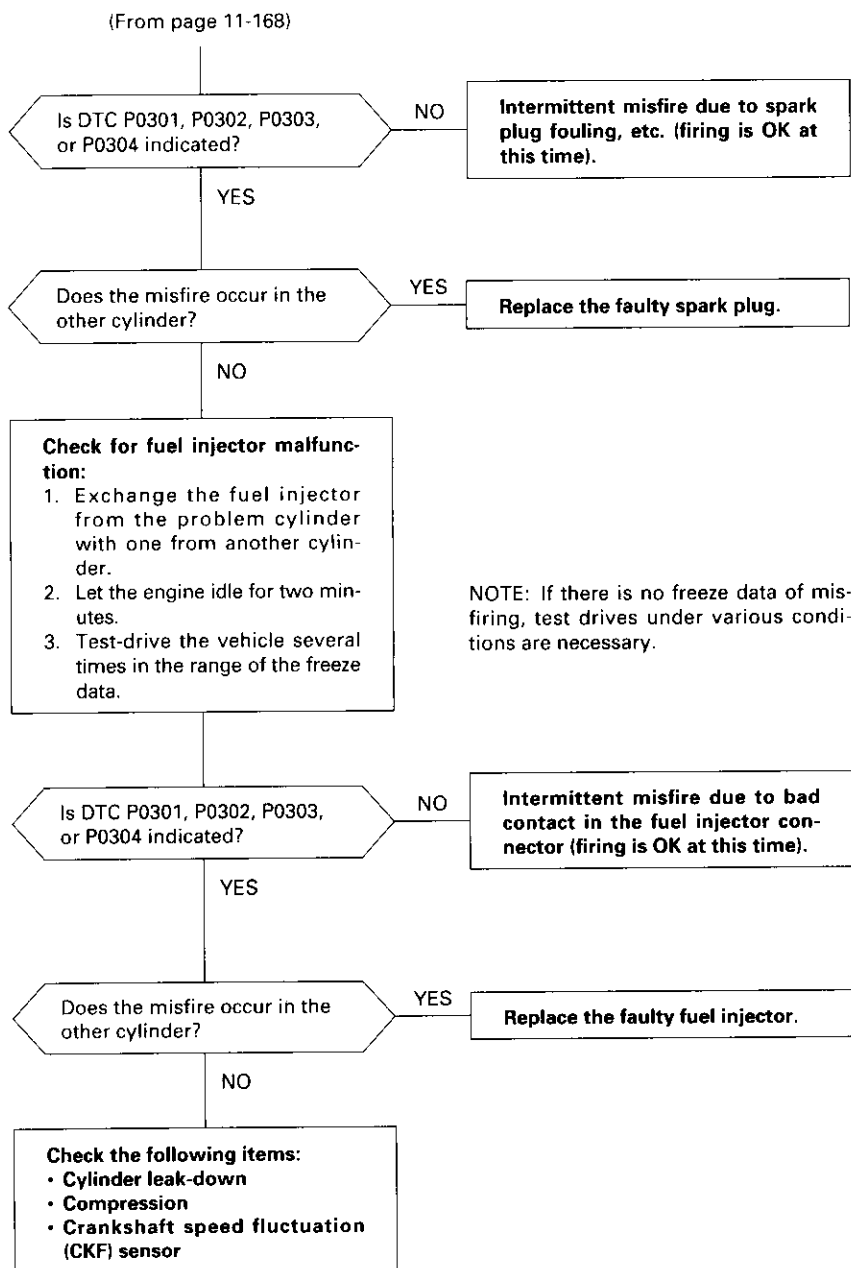 (From page 11-168)
Is DTC P0301, P0302, P0303,
or P0304 indicated?
NO
Intermittent misfire due to spark
plug fouling, etc. (firing is OK at
this time).
YES
Does the misfire occur in the
other cylinder?
YES
Replace the faulty spark plug.
NO
Check for fuel injector malfunc-
tion:
1. Exchange the fuel injector
from the problem cylinder
with one from another cylin-
der.
2. Let the engine idle for two min-
utes.
3. Test-drive the vehicle several
times in the range of the freeze
data.
NOTE: If there is no freeze data of mis-
firing, test drives under various condi-
tions are necessary.
Is DTC P0301, P0302, P0303,
or P0304 indicated?
NO
Intermittent misfire due to bad
contact in the fuel injector con-
nector (firing is OK at this time).
YES
Does the misfire occur in the
other cylinder?
YES
Replace the faulty fuel injector.
NO
Check the following items:
• Cylinder leak-down
• Compression
• Crankshaft speed fluctuation
(CKF) sensor